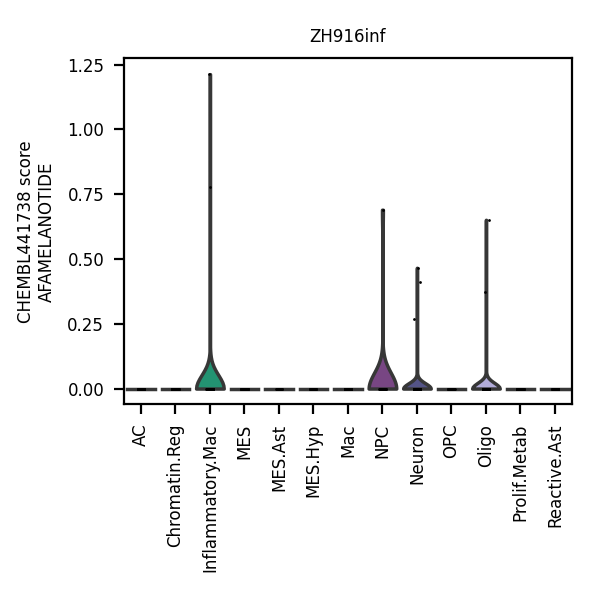 ZH916inf
CHEMBL441738 score
AFAMELANOTIDE
1.25
1.00
0.75
0.50
0.25
0.00
AC
Chromatin.Reg
Inflammatory.Mac
MES
MES.Ast
MES.Hyp
Mac
NPC
Neuron
OPC
Oligo
Prolif.Metab
Reactive.Ast